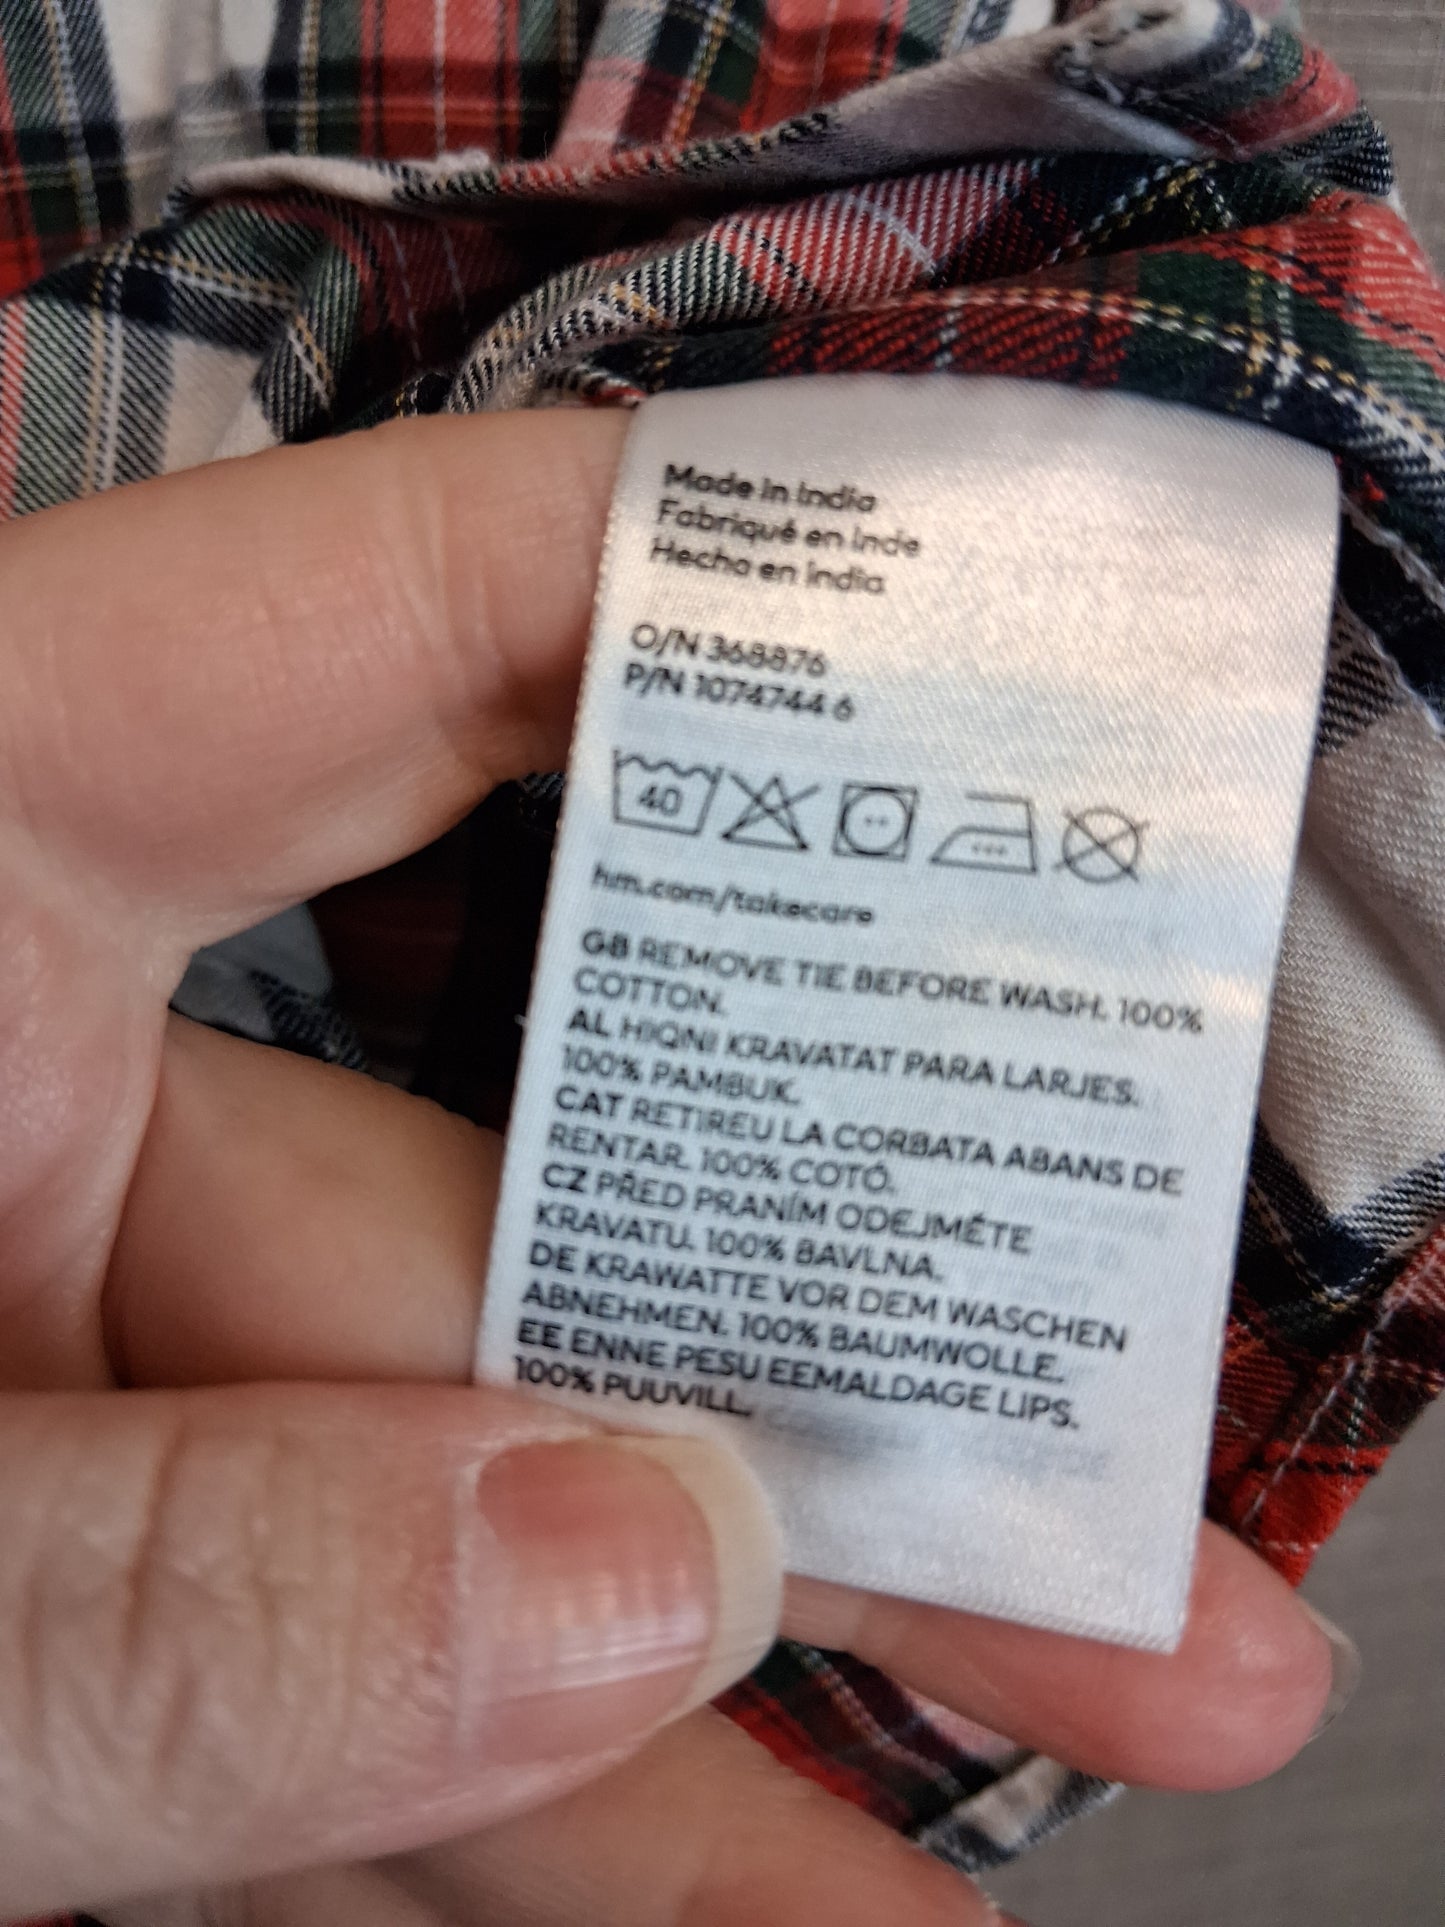 Made in India
Fabriqué en Inde
Hecho en India
O/N 368876
P/N 1074744 6
40
hm.com/takecare
GB REMOVE TIE BEFORE WASH. 100%
COTTON.
AL HIQNI KRAVATAT PARA LARJES.
100% PAMBUK.
CAT RETIREU LA CORBATA ABANS DE
RENTAR. 100% COTÓ.
CZ PŘED PRANÍM ODEJMĚTE
KRAVATU. 100% BAVLNA.
DE KRAWATTE VOR DEM WASCHEN
ABNEHMEN. 100% BAUMWOLLE.
EE ENNE PESU EEMALDAGE LIPS.
100% PUUVILL.